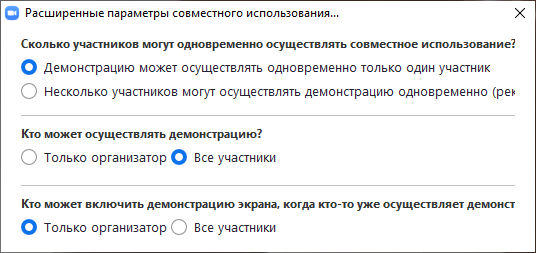 Расширенные параметры совместного использования...
Сколько участников могут одновременно осуществлять совместное использование?
Демонстрацию может осуществлять одновременно только один участник
Несколько участников могут осуществлять демонстрацию одновременно (рек
Кто может осуществлять демонстрацию?
Только организатор Все участники
Кто может включить демонстрацию экрана, когда кто-то уже осуществляет демонст
Только организатор Все участники